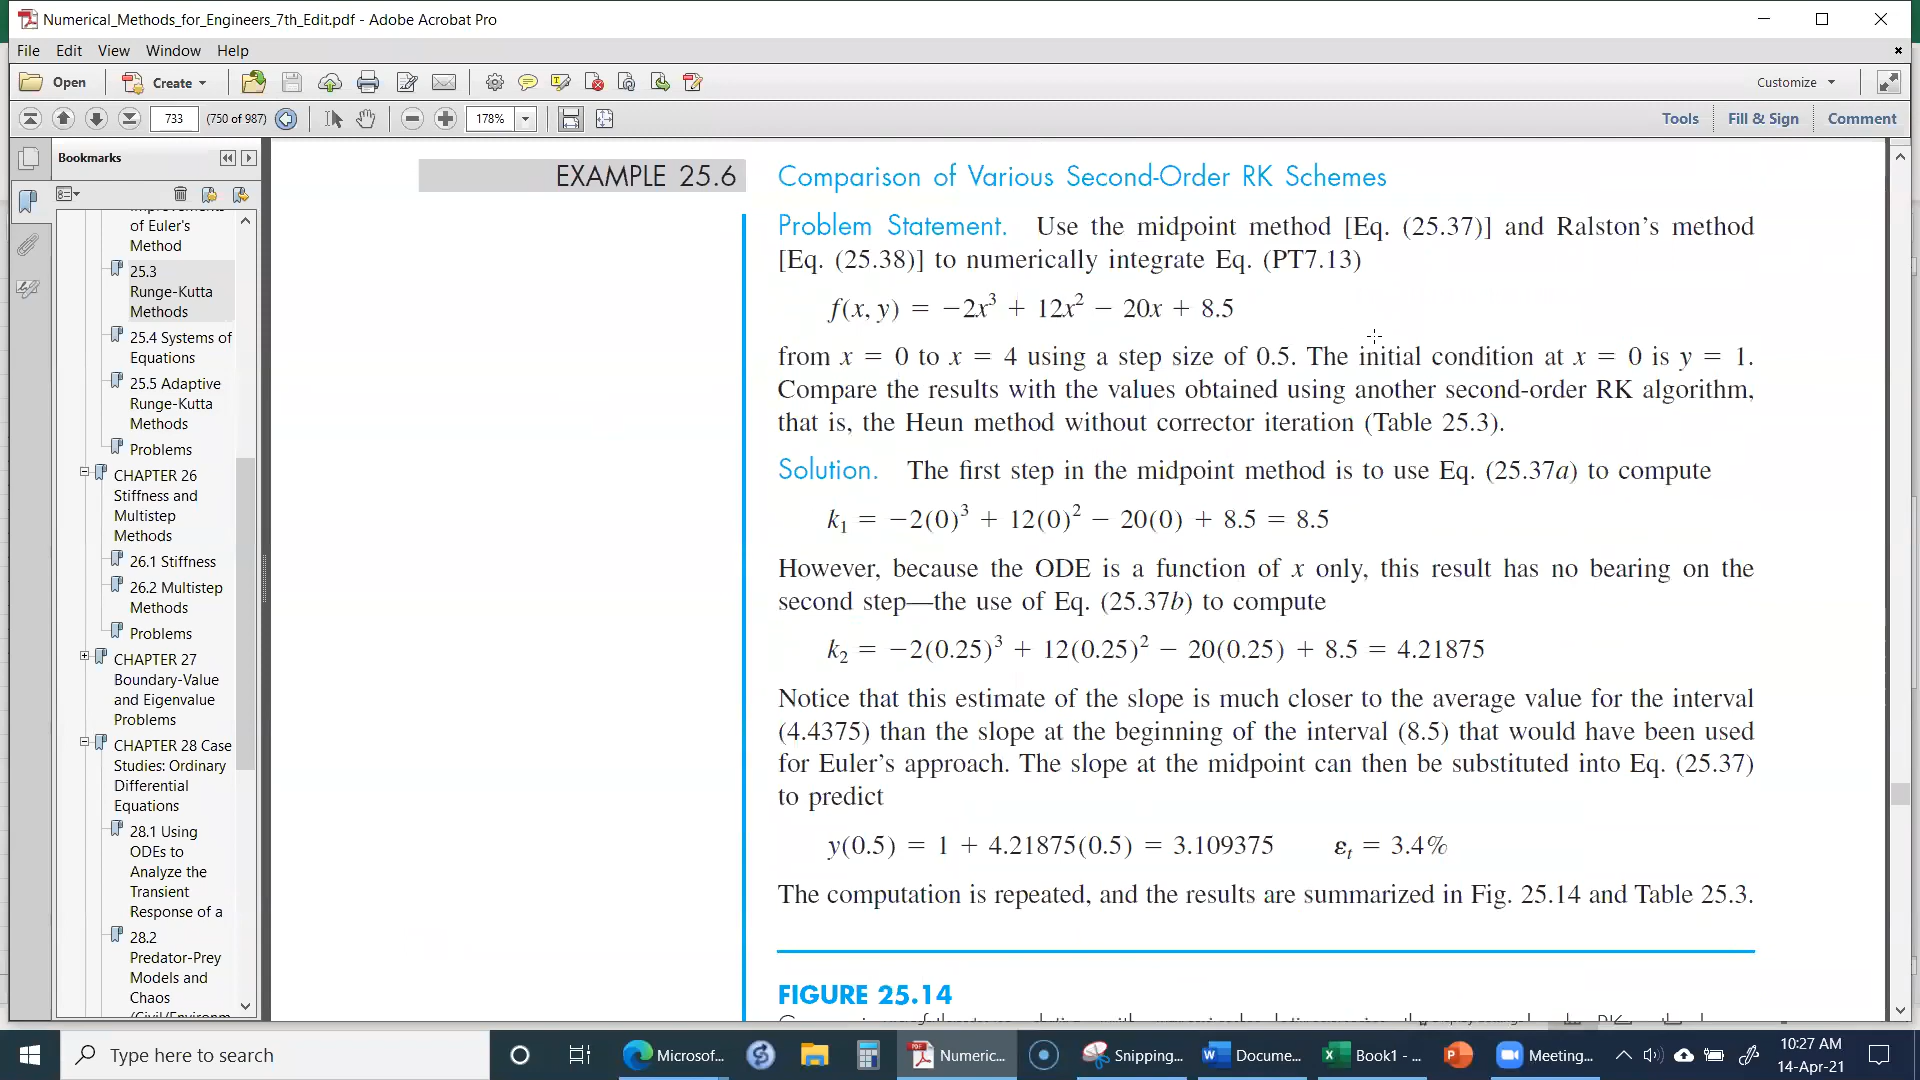 Numerical_Methods_for_Engineers_7th_Edit.pdf - Adobe Acrobat Pro
File Edit View Window Help
Open Create Customize
733 (750 of 987) 178% Tools Fill & Sign Comment
Bookmarks
of Euler's
Method
25.3
Runge-Kutta
Methods
25.4 Systems of
Equations
25.5 Adaptive
Runge-Kutta
Methods
Problems
CHAPTER 26
Stiffness and
Multistep
Methods
26.1 Stiffness
26.2 Multistep
Methods
Problems
CHAPTER 27
Boundary-Value
and Eigenvalue
Problems
CHAPTER 28 Case
Studies: Ordinary
Differential
Equations
28.1 Using
ODEs to
Analyze the
Transient
Response of a
28.2
Predator-Prey
Models and
Chaos
EXAMPLE 25.6 Comparison of Various Second-Order RK Schemes
Problem Statement. Use the midpoint method [Eq. (25.37)] and Ralston's method
[Eq. (25.38)] to numerically integrate Eq. (PT7.13)
f(x, y) = −2x³ + 12x² − 20x + 8.5
from x = 0 to x = 4 using a step size of 0.5. The initial condition at x = 0 is y = 1.
Compare the results with the values obtained using another second-order RK algorithm,
that is, the Heun method without corrector iteration (Table 25.3).
Solution. The first step in the midpoint method is to use Eq. (25.37a) to compute
k₁ = −2(0)³ + 12(0)² − 20(0) + 8.5 = 8.5
However, because the ODE is a function of x only, this result has no bearing on the
second step—the use of Eq. (25.37b) to compute
k₂ = −2(0.25)³ + 12(0.25)² − 20(0.25) + 8.5 = 4.21875
Notice that this estimate of the slope is much closer to the average value for the interval
(4.4375) than the slope at the beginning of the interval (8.5) that would have been used
for Euler's approach. The slope at the midpoint can then be substituted into Eq. (25.37)
to predict
y(0.5) = 1 + 4.21875(0.5) = 3.109375 εₜ = 3.4%
The computation is repeated, and the results are summarized in Fig. 25.14 and Table 25.3.
FIGURE 25.14
Type here to search
Microsof...
Numeric...
Snipping...
Docume...
Book1 - ...
Meeting...
10:27 AM
14-Apr-21